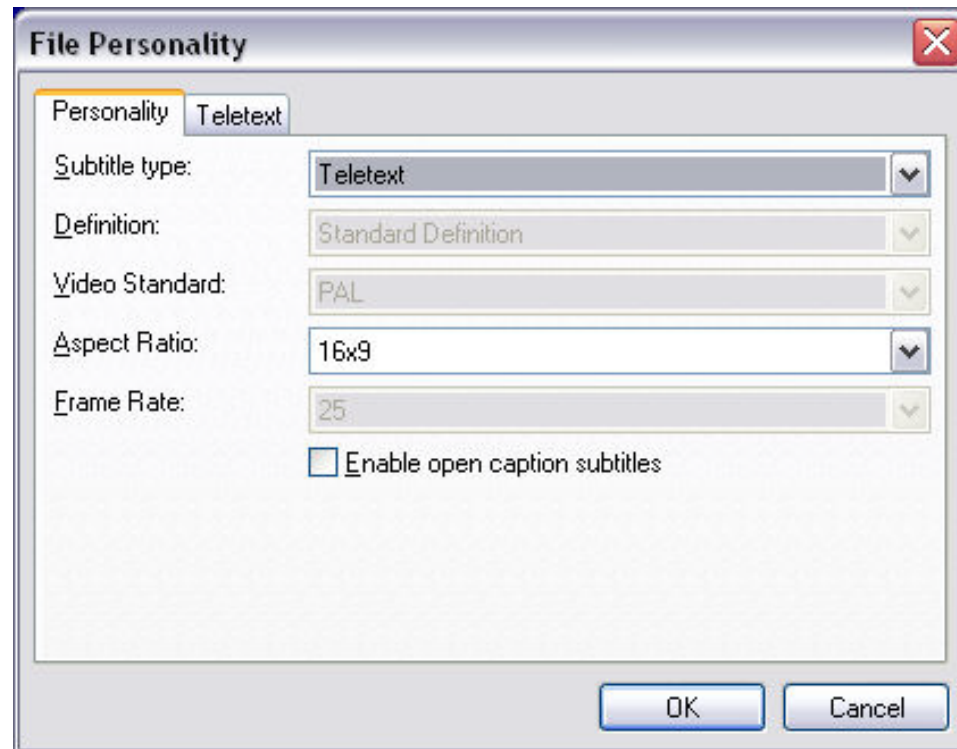 File Personality
Personality
Teletext
Subtitle type:
Teletext
Definition:
Standard Definition
Video Standard:
PAL
Aspect Ratio:
16x9
Frame Rate:
25
Enable open caption subtitles
OK
Cancel